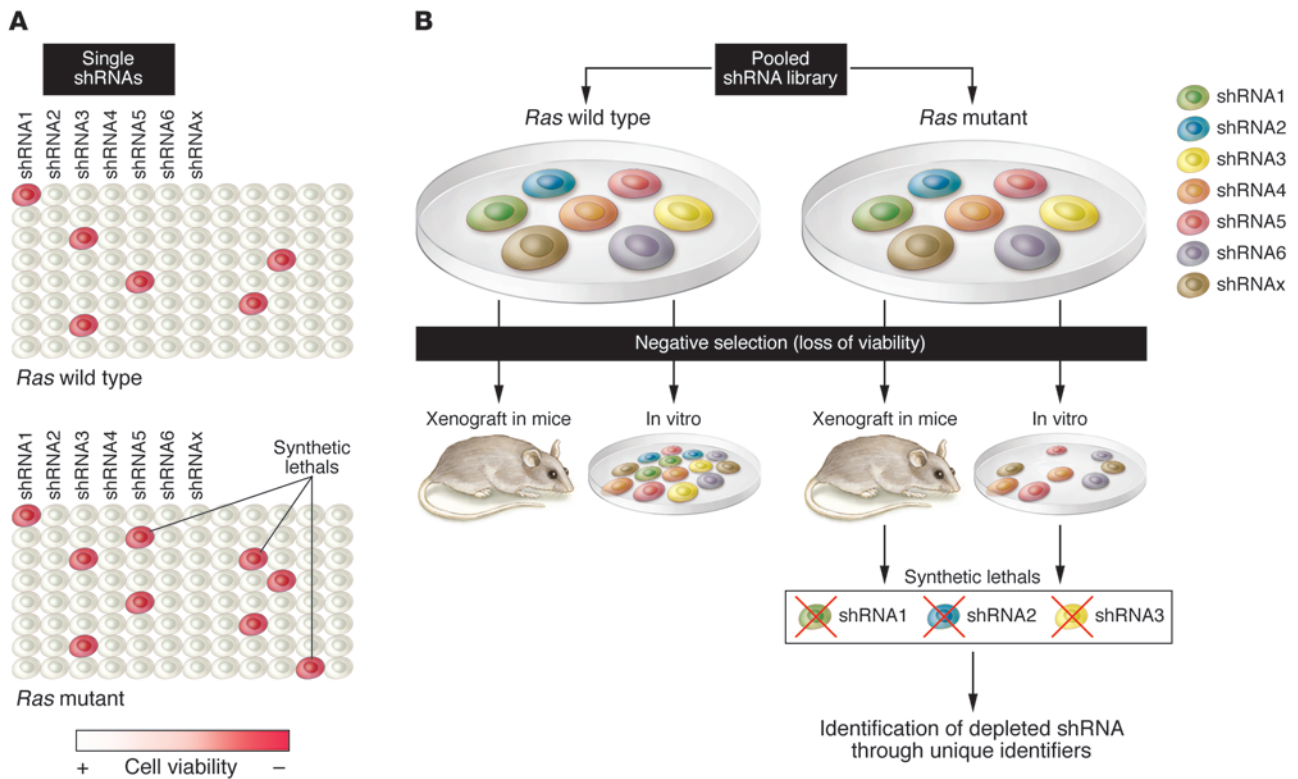 A
Single
shRNAs
shRNA1
shRNA2
shRNA3
shRNA4
shRNA5
shRNA6
shRNAx
Ras wild type
shRNA1
shRNA2
shRNA3
shRNA4
shRNA5
shRNA6
shRNAx
Synthetic
lethals
Ras mutant
+ Cell viability −
B
Pooled
shRNA library
Ras wild type
Ras mutant
shRNA1
shRNA2
shRNA3
shRNA4
shRNA5
shRNA6
shRNAx
Negative selection (loss of viability)
Xenograft in mice
In vitro
Xenograft in mice
In vitro
Synthetic lethals
shRNA1 shRNA2 shRNA3
Identification of depleted shRNA
through unique identifiers